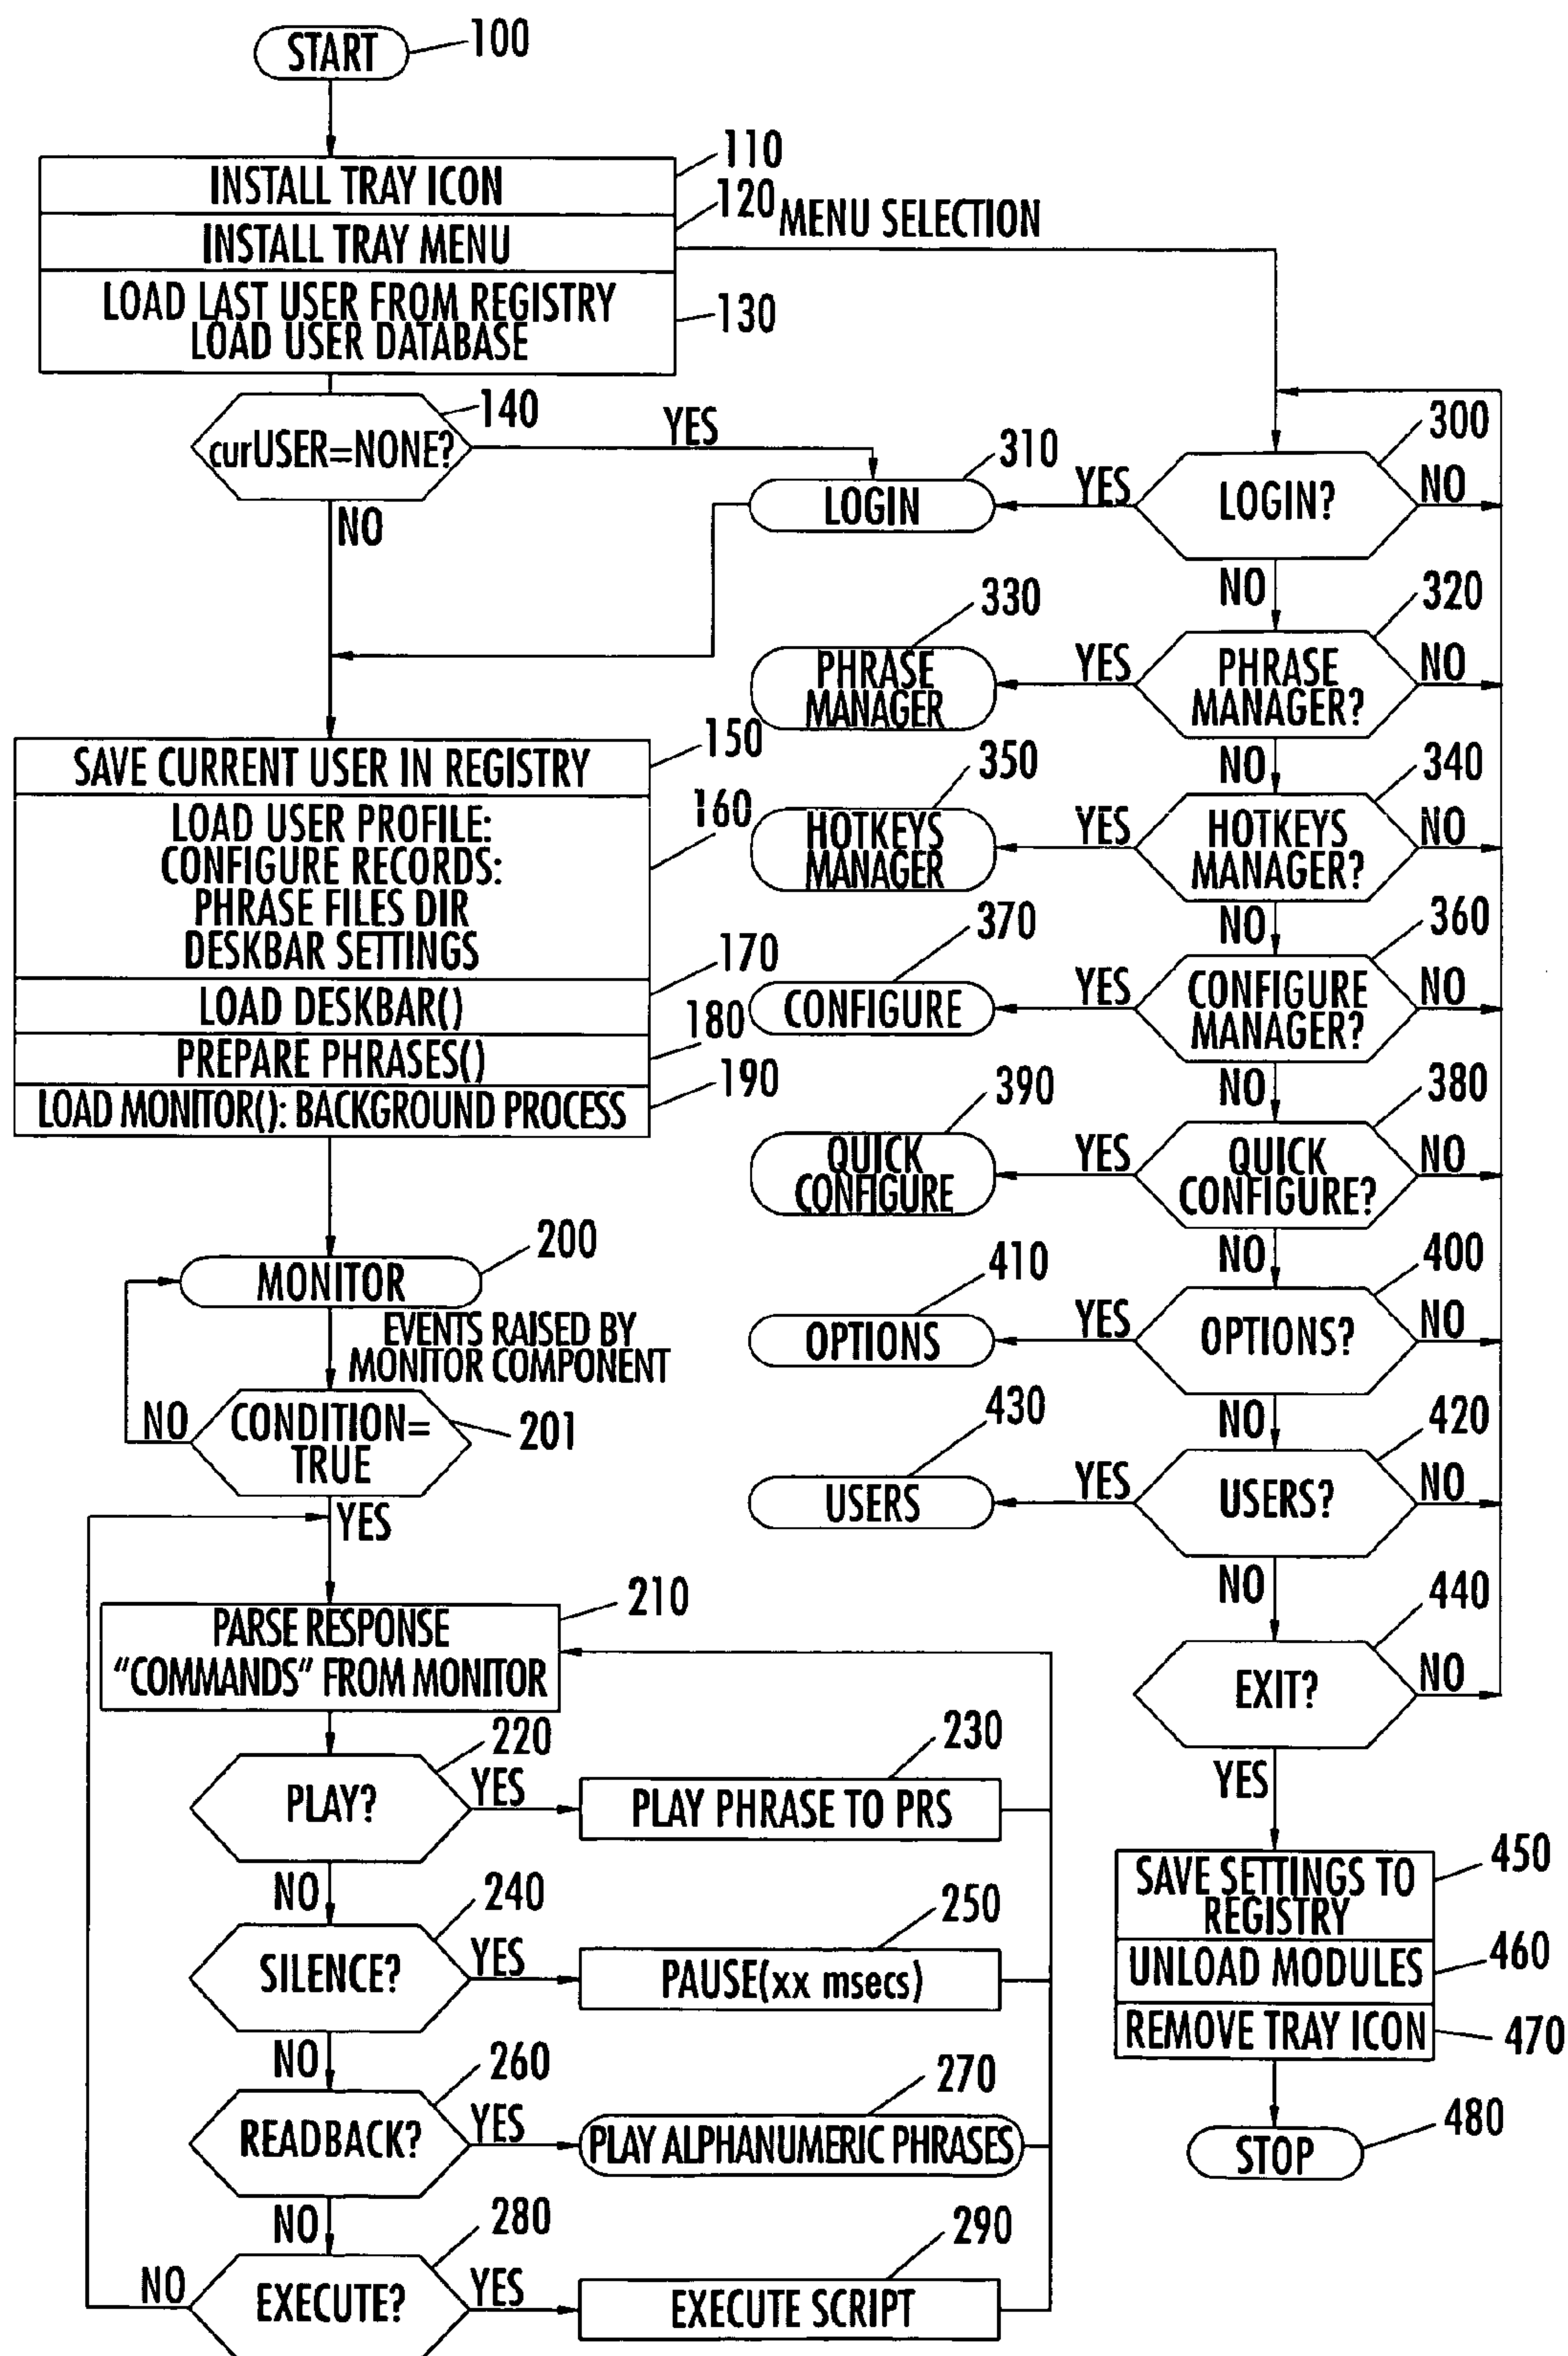 START
100
INSTALL TRAY ICON
110
INSTALL TRAY MENU
120
MENU SELECTION
LOAD LAST USER FROM REGISTRY
LOAD USER DATABASE
130
curUSER=NONE?
140
YES
NO
LOGIN
310
YES
LOGIN?
300
NO
NO
PHRASE
MANAGER
330
YES
PHRASE
MANAGER?
320
NO
NO
SAVE CURRENT USER IN REGISTRY
150
LOAD USER PROFILE:
CONFIGURE RECORDS:
PHRASE FILES DIR
DESKBAR SETTINGS
160
LOAD DESKBAR()
170
PREPARE PHRASES()
180
LOAD MONITOR(): BACKGROUND PROCESS
190
HOTKEYS
MANAGER
350
YES
HOTKEYS
MANAGER?
340
NO
NO
CONFIGURE
370
YES
CONFIGURE
MANAGER?
360
NO
NO
QUICK
CONFIGURE
390
YES
QUICK
CONFIGURE?
380
NO
NO
MONITOR
200
EVENTS RAISED BY
MONITOR COMPONENT
NO
CONDITION=
TRUE
201
YES
OPTIONS
410
YES
OPTIONS?
400
NO
NO
USERS
430
YES
USERS?
420
NO
NO
EXIT?
440
NO
YES
PARSE RESPONSE
“COMMANDS” FROM MONITOR
210
PLAY?
220
YES
PLAY PHRASE TO PRS
230
NO
SILENCE?
240
YES
PAUSE(xx msecs)
250
NO
READBACK?
260
YES
PLAY ALPHANUMERIC PHRASES
270
NO
NO
EXECUTE?
280
YES
EXECUTE SCRIPT
290
SAVE SETTINGS TO
REGISTRY
450
UNLOAD MODULES
460
REMOVE TRAY ICON
470
STOP
480